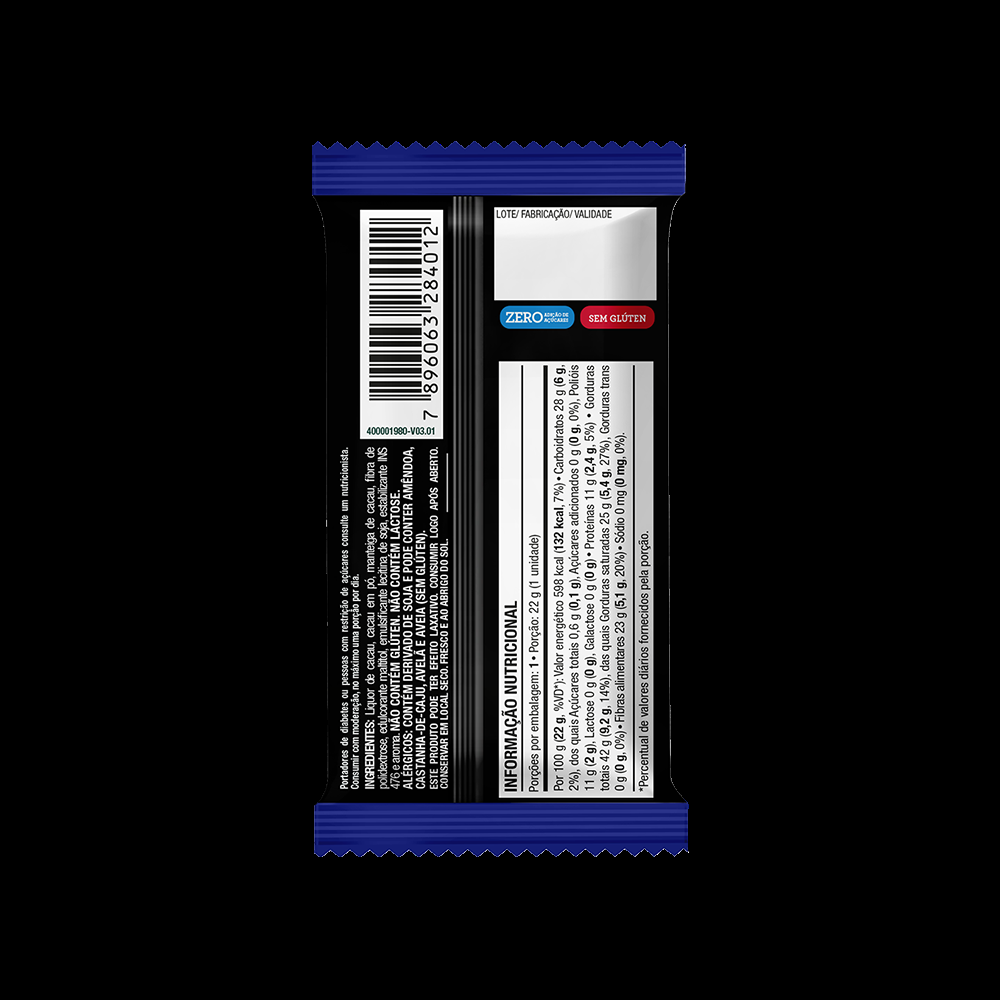 LOTE/ FABRICAÇÃO/ VALIDADE
ZERO ADIÇÃO DE
AÇÚCARES
SEM GLÚTEN
7 896063 284012
400001980-V03.01
Portadores de diabetes ou pessoas com restrição de açúcares consulte um nutricionista.
Consumir com moderação, no máximo uma porção por dia.
INGREDIENTES: Liquor de cacau, cacau em pó, manteiga de cacau, fibra de
polidextrose, edulcorante maltitol, emulsificante lecitina de soja, estabilizante INS
476 e aroma. NÃO CONTÉM GLÚTEN. NÃO CONTÉM LACTOSE.
ALÉRGICOS: CONTÉM DERIVADO DE SOJA E PODE CONTER AMÊNDOA,
CASTANHA-DE-CAJU, AVELÃ E AVEIA (SEM GLÚTEN).
ESTE PRODUTO PODE TER EFEITO LAXATIVO. CONSUMIR LOGO APÓS ABERTO.
CONSERVAR EM LOCAL SECO, FRESCO E AO ABRIGO DO SOL.
INFORMAÇÃO NUTRICIONAL
Porções por embalagem: 1 • Porção: 22 g (1 unidade)
Por 100 g (22 g, %VD*): Valor energético 598 kcal (132 kcal, 7%) • Carboidratos 28 g (6 g,
2%), dos quais Açúcares totais 0,6 g (0,1 g), Açúcares adicionados 0 g (0 g, 0%), Polióis
11 g (2 g), Lactose 0 g (0 g), Galactose 0 g (0 g) • Proteínas 11 g (2,4 g, 5%) • Gorduras
totais 42 g (9,2 g, 14%), das quais Gorduras saturadas 25 g (5,4 g, 27%), Gorduras trans
0 g (0 g, 0%) • Fibras alimentares 23 g (5,1 g, 20%) • Sódio 0 mg (0 mg, 0%).
*Percentual de valores diários fornecidos pela porção.